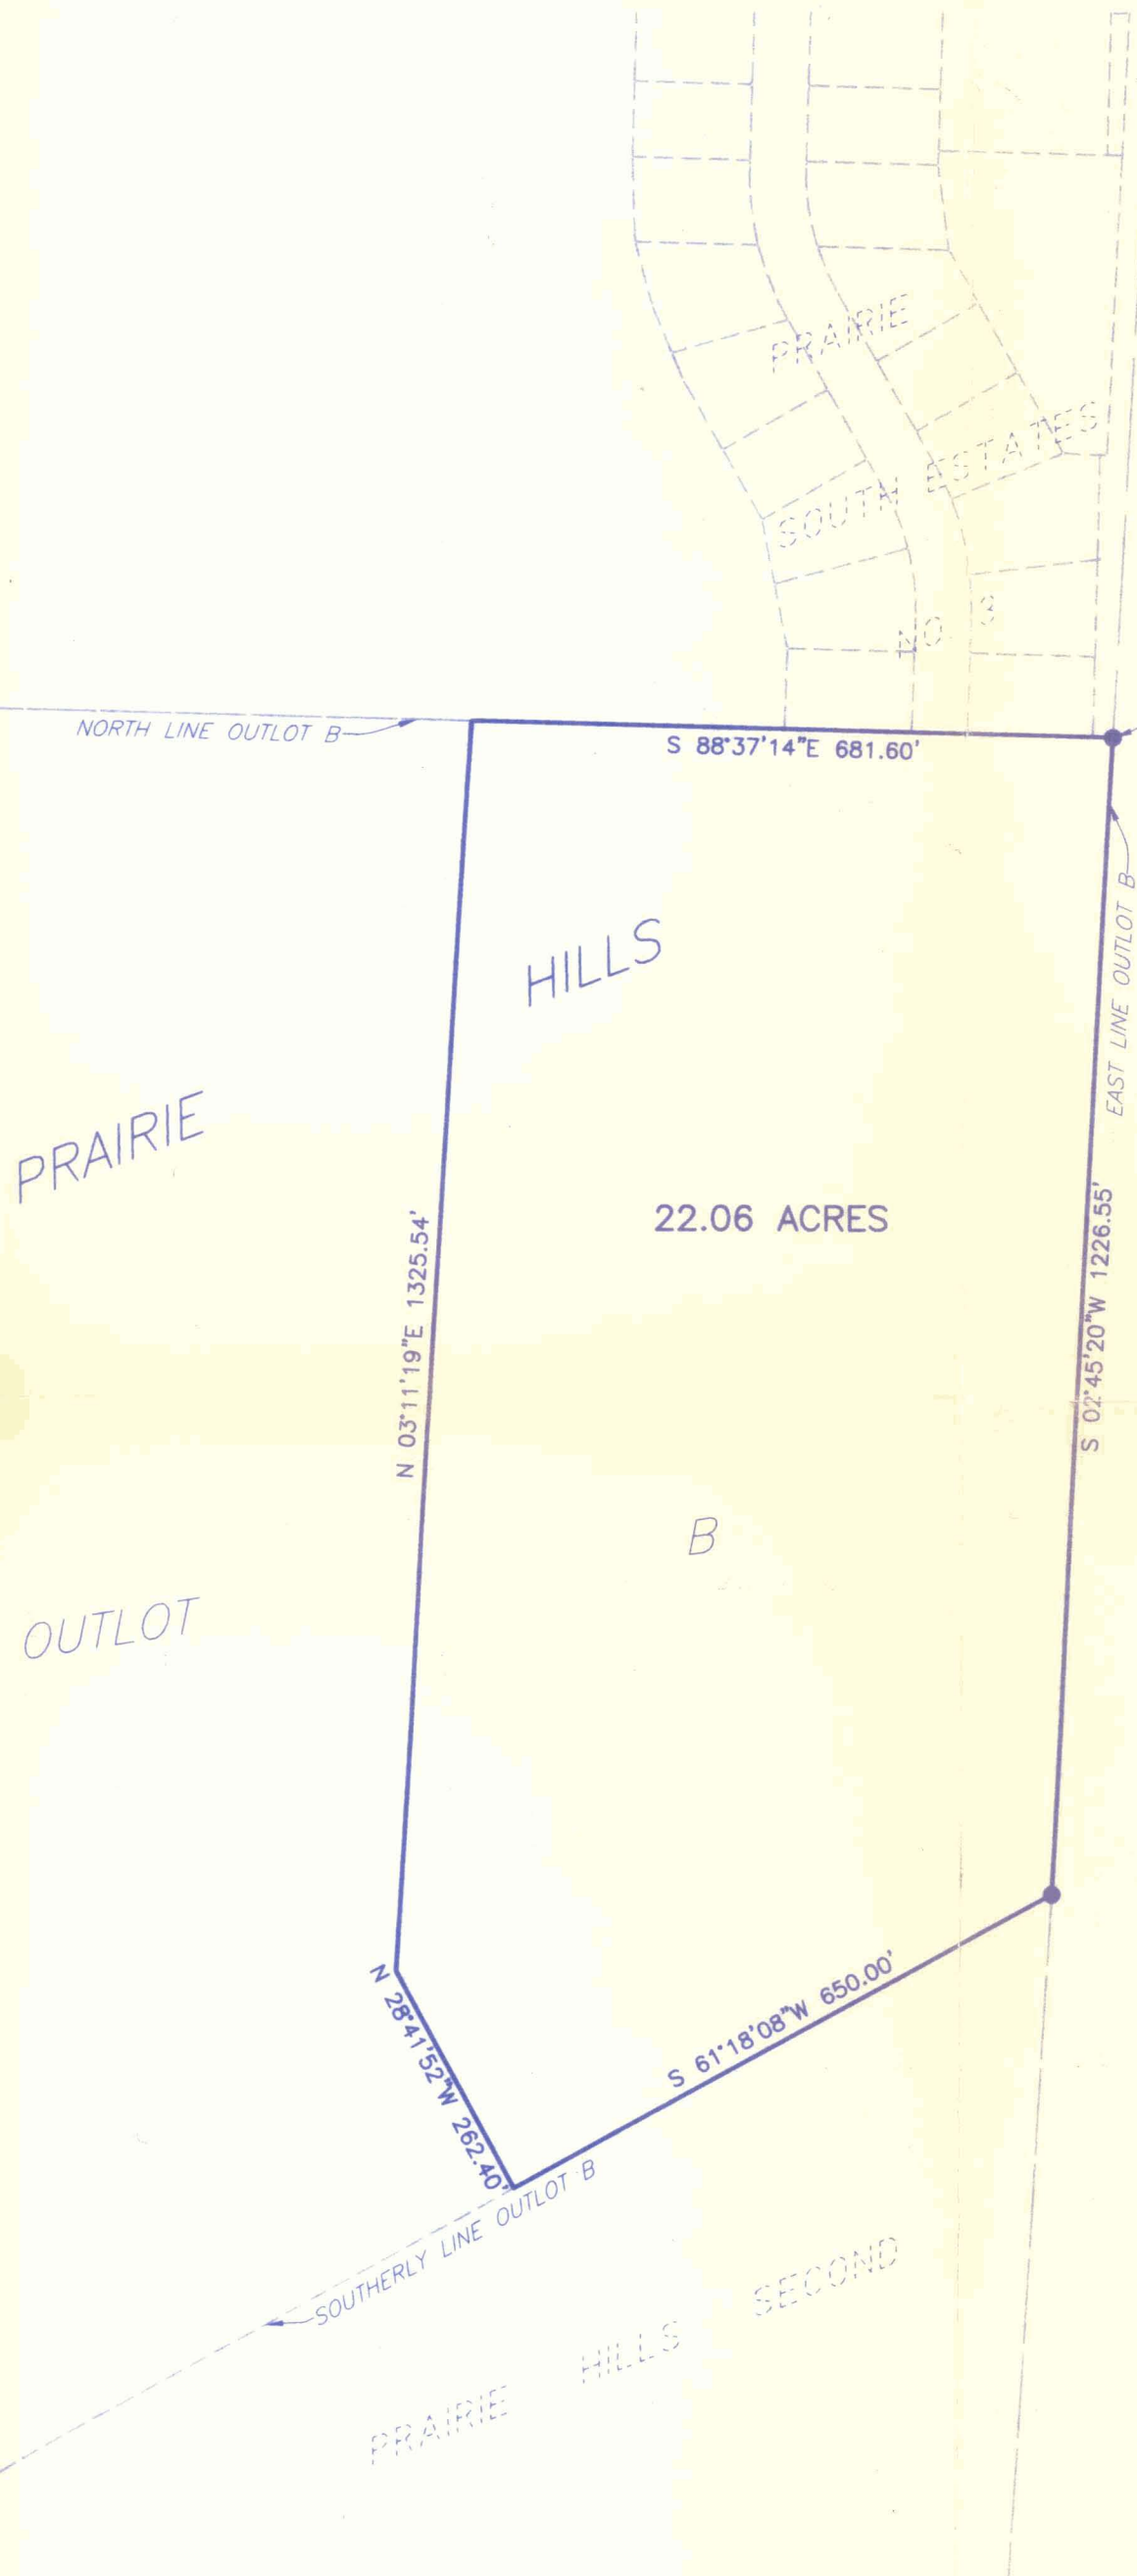 PRAIRIE
SOUTH ESTATES
NO. 3
NORTH LINE OUTLOT B
S 88°37'14"E 681.60'
EAST LINE OUTLOT B
HILLS
PRAIRIE
22.06 ACRES
N 03°11'19"E 1325.54'
S 02°45'20"W 1226.55'
B
OUTLOT
S 61°18'08"W 650.00'
N 28°41'52"W 262.40'
SOUTHERLY LINE OUTLOT B
PRAIRIE HILLS SECOND